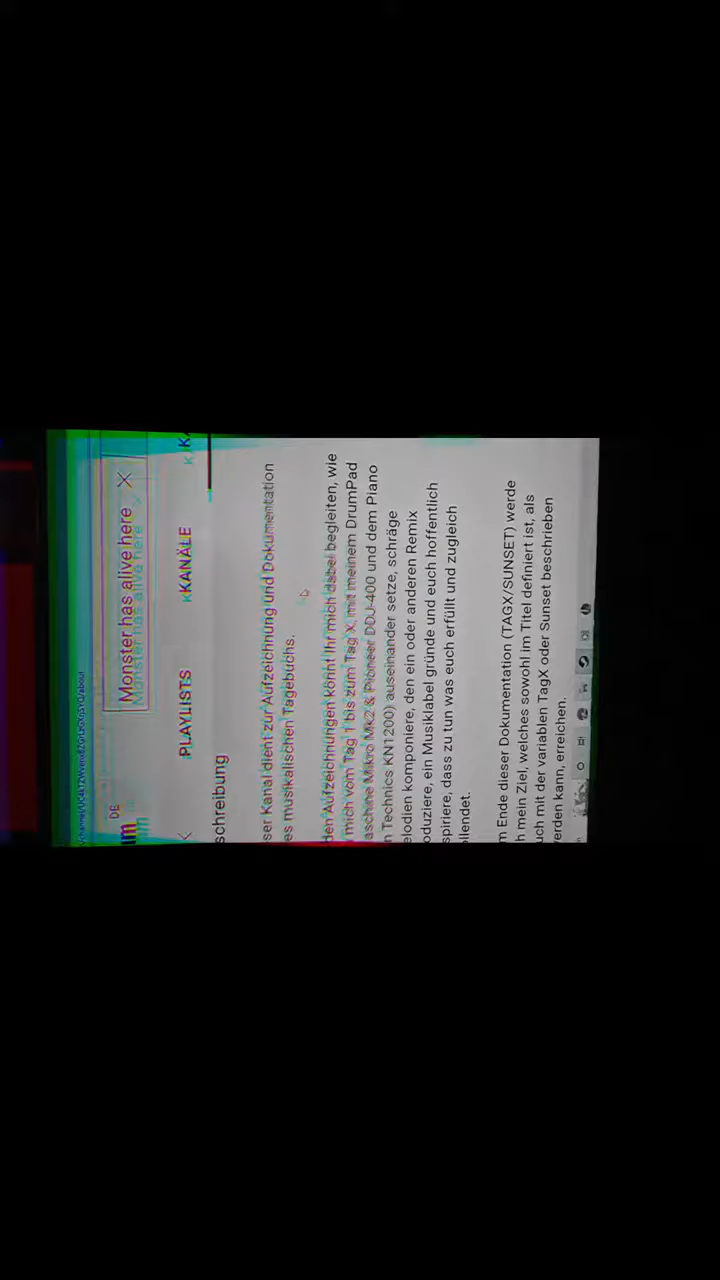 DE
Monster has alive here X
PLAYLISTS
KANÄLE
schreibung
ser Kanal dient zur Aufzeichnung und Dokumentation
es musikalischen Tagebuchs.
den Aufzeichnungen könnt Ihr mich dabei begleiten, wie
mich vom Tag 1 bis zum Tag X, mit meinem DrumPad
aschine Mikro Mk2 & Pioneer DDJ-400 und dem Piano
n Technics KN1200) auseinander setze, schräge
elodien komponiere, den ein oder anderen Remix
oduziere, ein Musiklabel gründe und euch hoffentlich
spiriere, dass zu tun was euch erfüllt und zugleich
llendet.
m Ende dieser Dokumentation (TAGX/SUNSET) werde
h mein Ziel, welches sowohl im Titel definiert ist, als
uch mit der variablen TagX oder Sunset beschrieben
erden kann, erreichen.